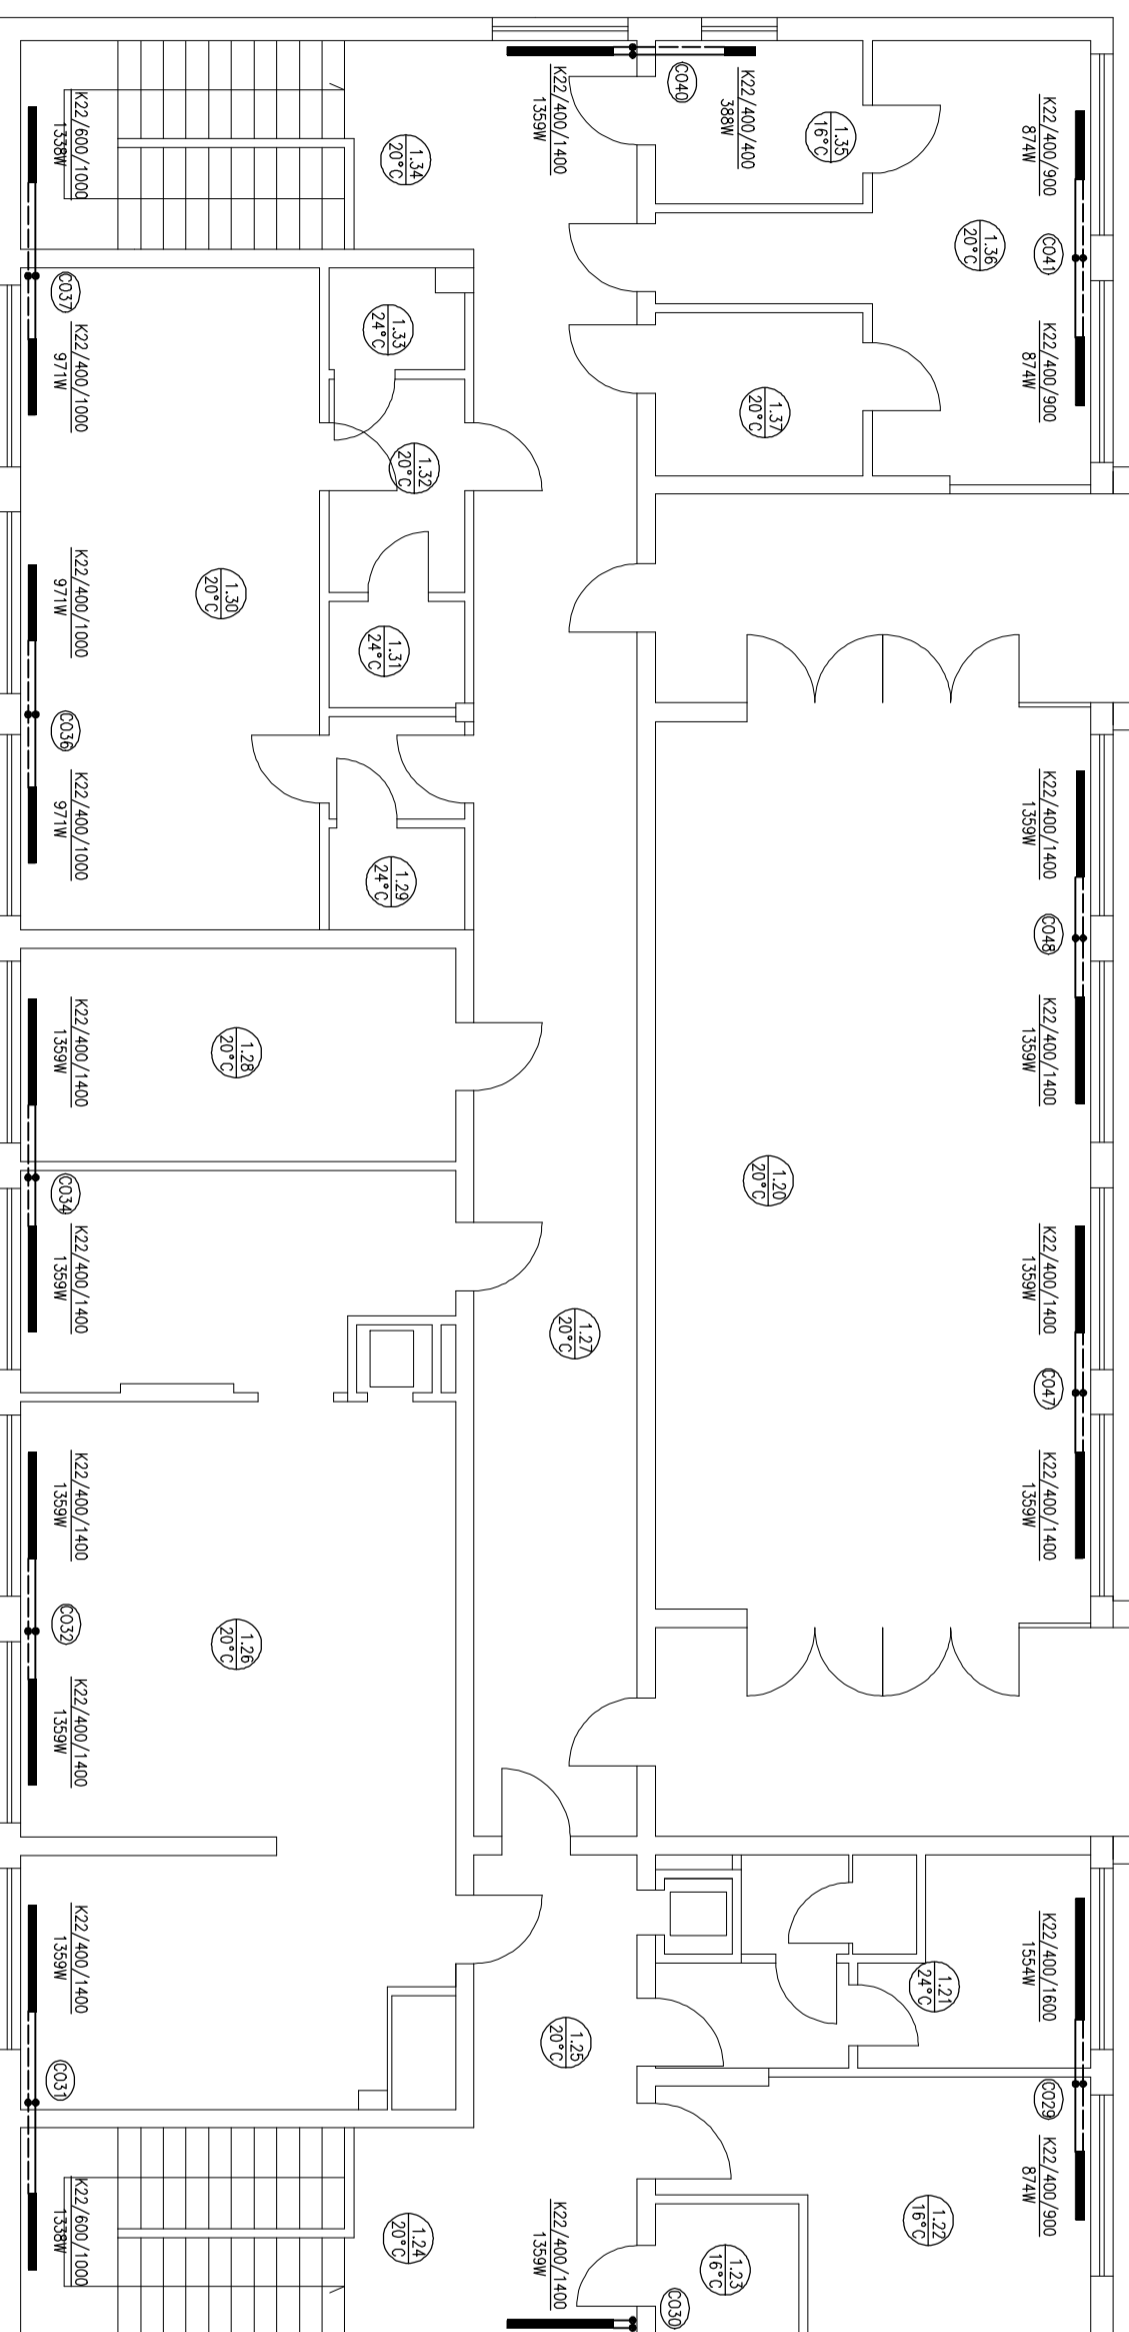 K22/600/1000
1338W
1.34
20°C
K22/400/1400
1359W
C040
K22/400/400
388W
1.35
16°C
K22/400/900
874W
1.36
20°C
C041
K22/400/900
874W
C037
K22/400/1000
971W
1.33
24°C
1.37
20°C
1.32
20°C
K22/400/1000
971W
1.30
20°C
1.31
24°C
C036
K22/400/1000
971W
1.29
24°C
K22/400/1400
1359W
C048
K22/400/1400
1359W
K22/400/1400
1359W
1.28
20°C
C034
K22/400/1400
1359W
1.20
20°C
K22/400/1400
1359W
1.27
20°C
C047
K22/400/1400
1359W
K22/400/1400
1359W
C032
1.26
20°C
K22/400/1400
1359W
K22/400/1400
1359W
C031
1.25
20°C
1.21
24°C
K22/400/1600
1554W
C029
K22/400/900
874W
K22/600/1000
1338W
1.24
20°C
K22/400/1400
1359W
C030
1.23
16°C
1.22
16°C